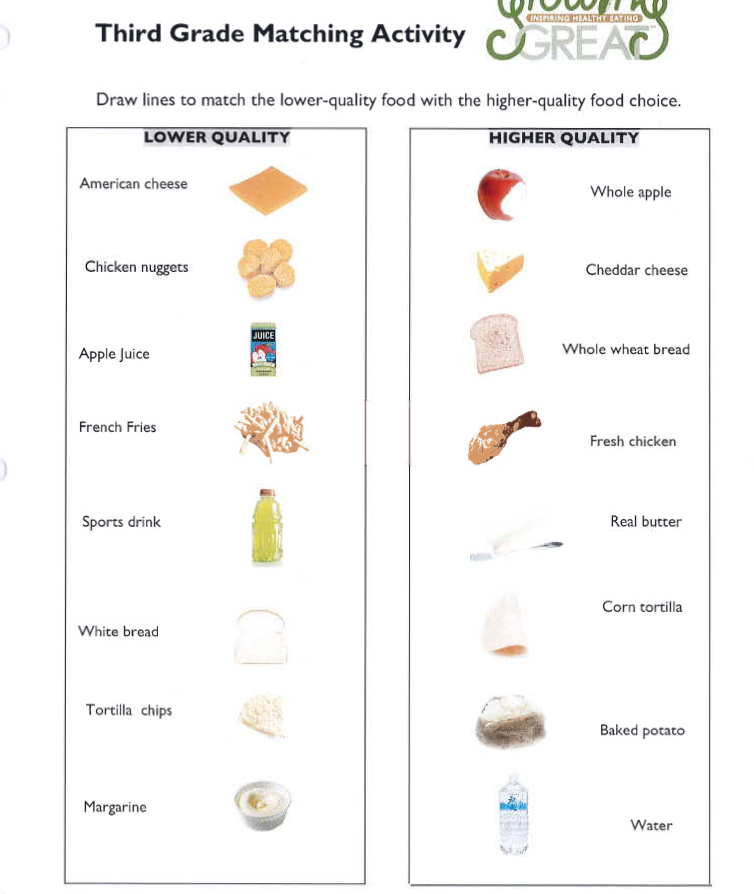 Growing
INSPIRING HEALTHY EATING
GREAT
Third Grade Matching Activity
Draw lines to match the lower-quality food with the higher-quality food choice.
LOWER QUALITY
American cheese
Chicken nuggets
JUICE
Apple Juice
French Fries
Sports drink
White bread
Tortilla chips
Margarine
HIGHER QUALITY
Whole apple
Cheddar cheese
Whole wheat bread
Fresh chicken
Real butter
Corn tortilla
Baked potato
Water